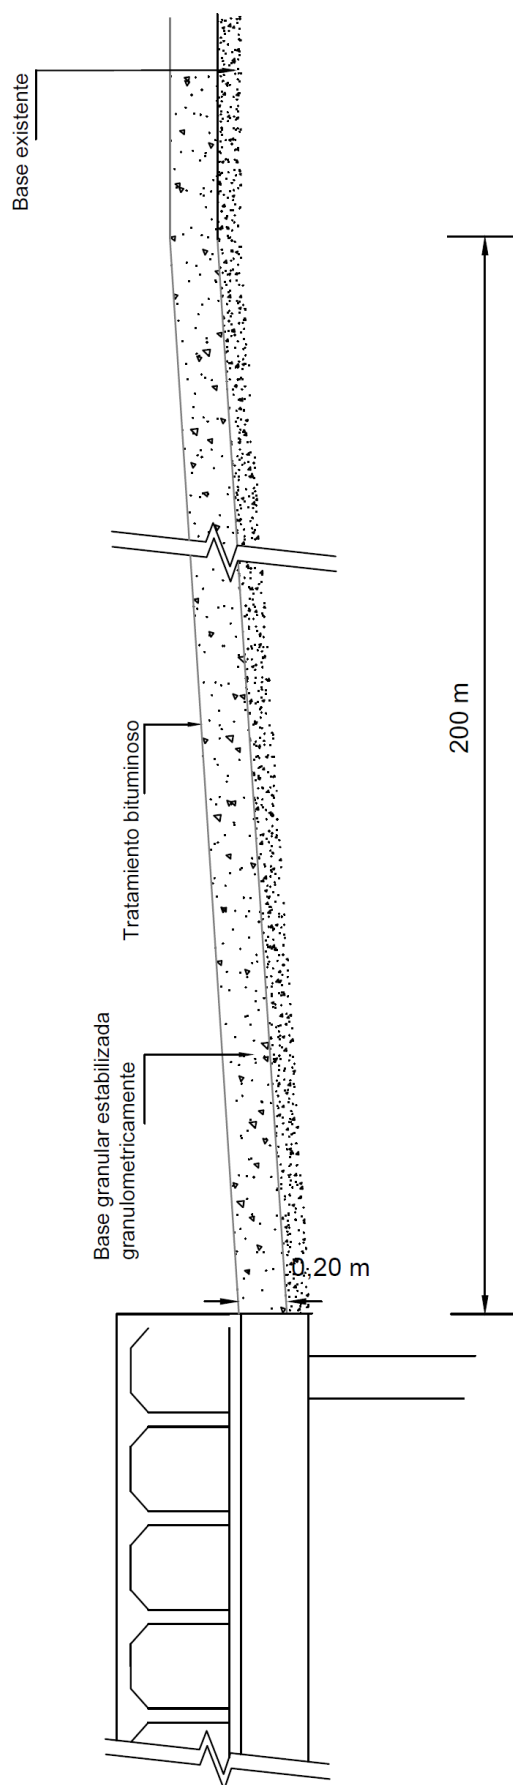 Base existente
200 m
Tratamiento bituminoso
Base granular estabilizada
granulometricamente
0,20 m